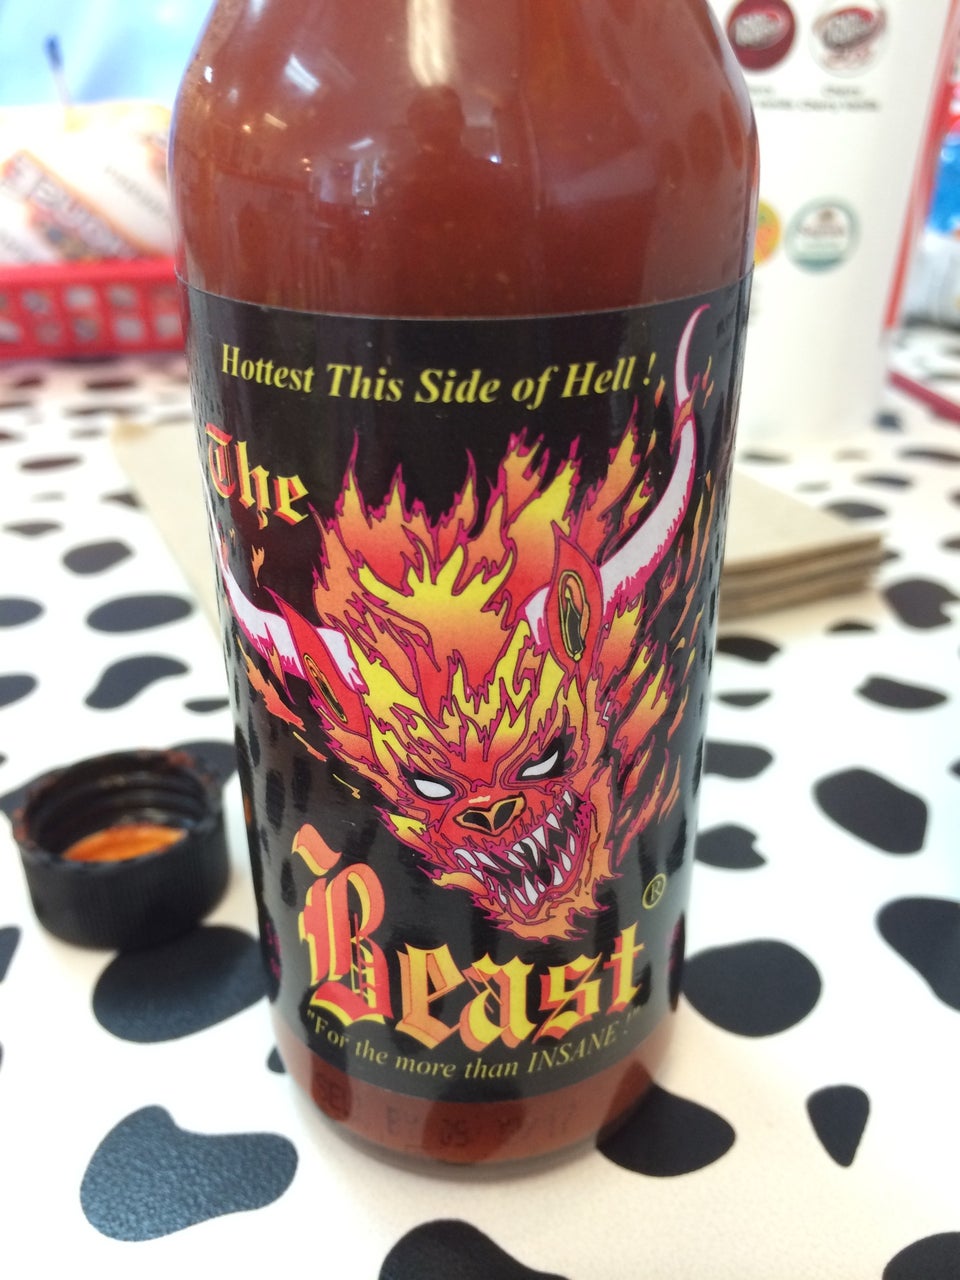 Hottest This Side of Hell !
The
Beast
®
"For the more than INSANE !"